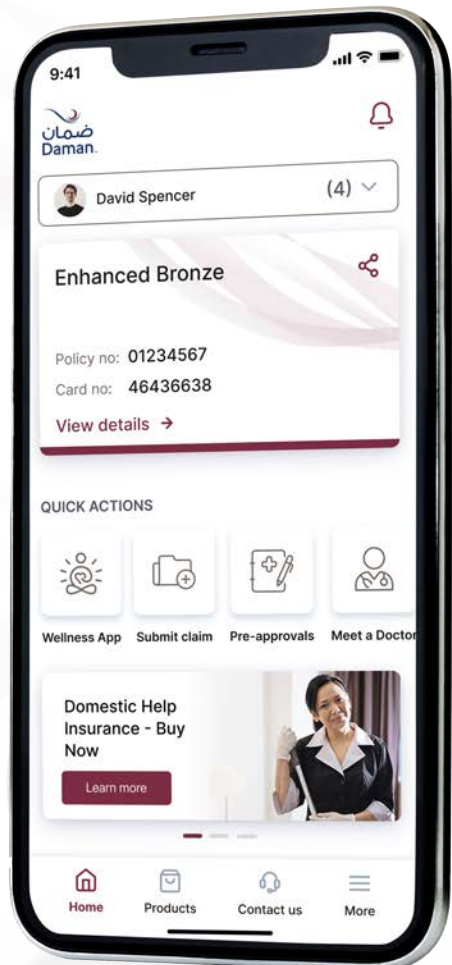 9:41
ضمان
Daman.
David Spencer (4)
Enhanced Bronze
Policy no: 01234567
Card no: 46436638
View details →
QUICK ACTIONS
Wellness App Submit claim Pre-approvals Meet a Doctor
Domestic Help
Insurance - Buy
Now
Learn more
Home Products Contact us More